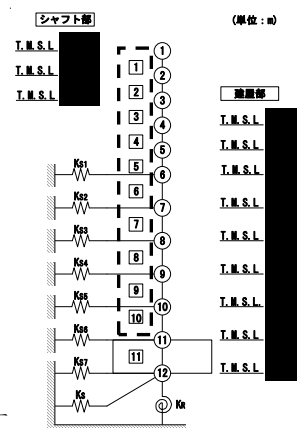 シャフト部
(単位:m)
T.M.S.L
T.M.S.L
T.M.S.L
建屋部
T.M.S.L
T.M.S.L
T.M.S.L
T.M.S.L
T.M.S.L
T.M.S.L
T.M.S.L.
T.M.S.L
T.M.S.L
1
1
2
2
3
3
4
4
5
KS1
5
6
KS2
6
7
KS3
7
8
KS4
8
9
KS5
9
10
10
KS6
11
11
KS7
12
KS
KR